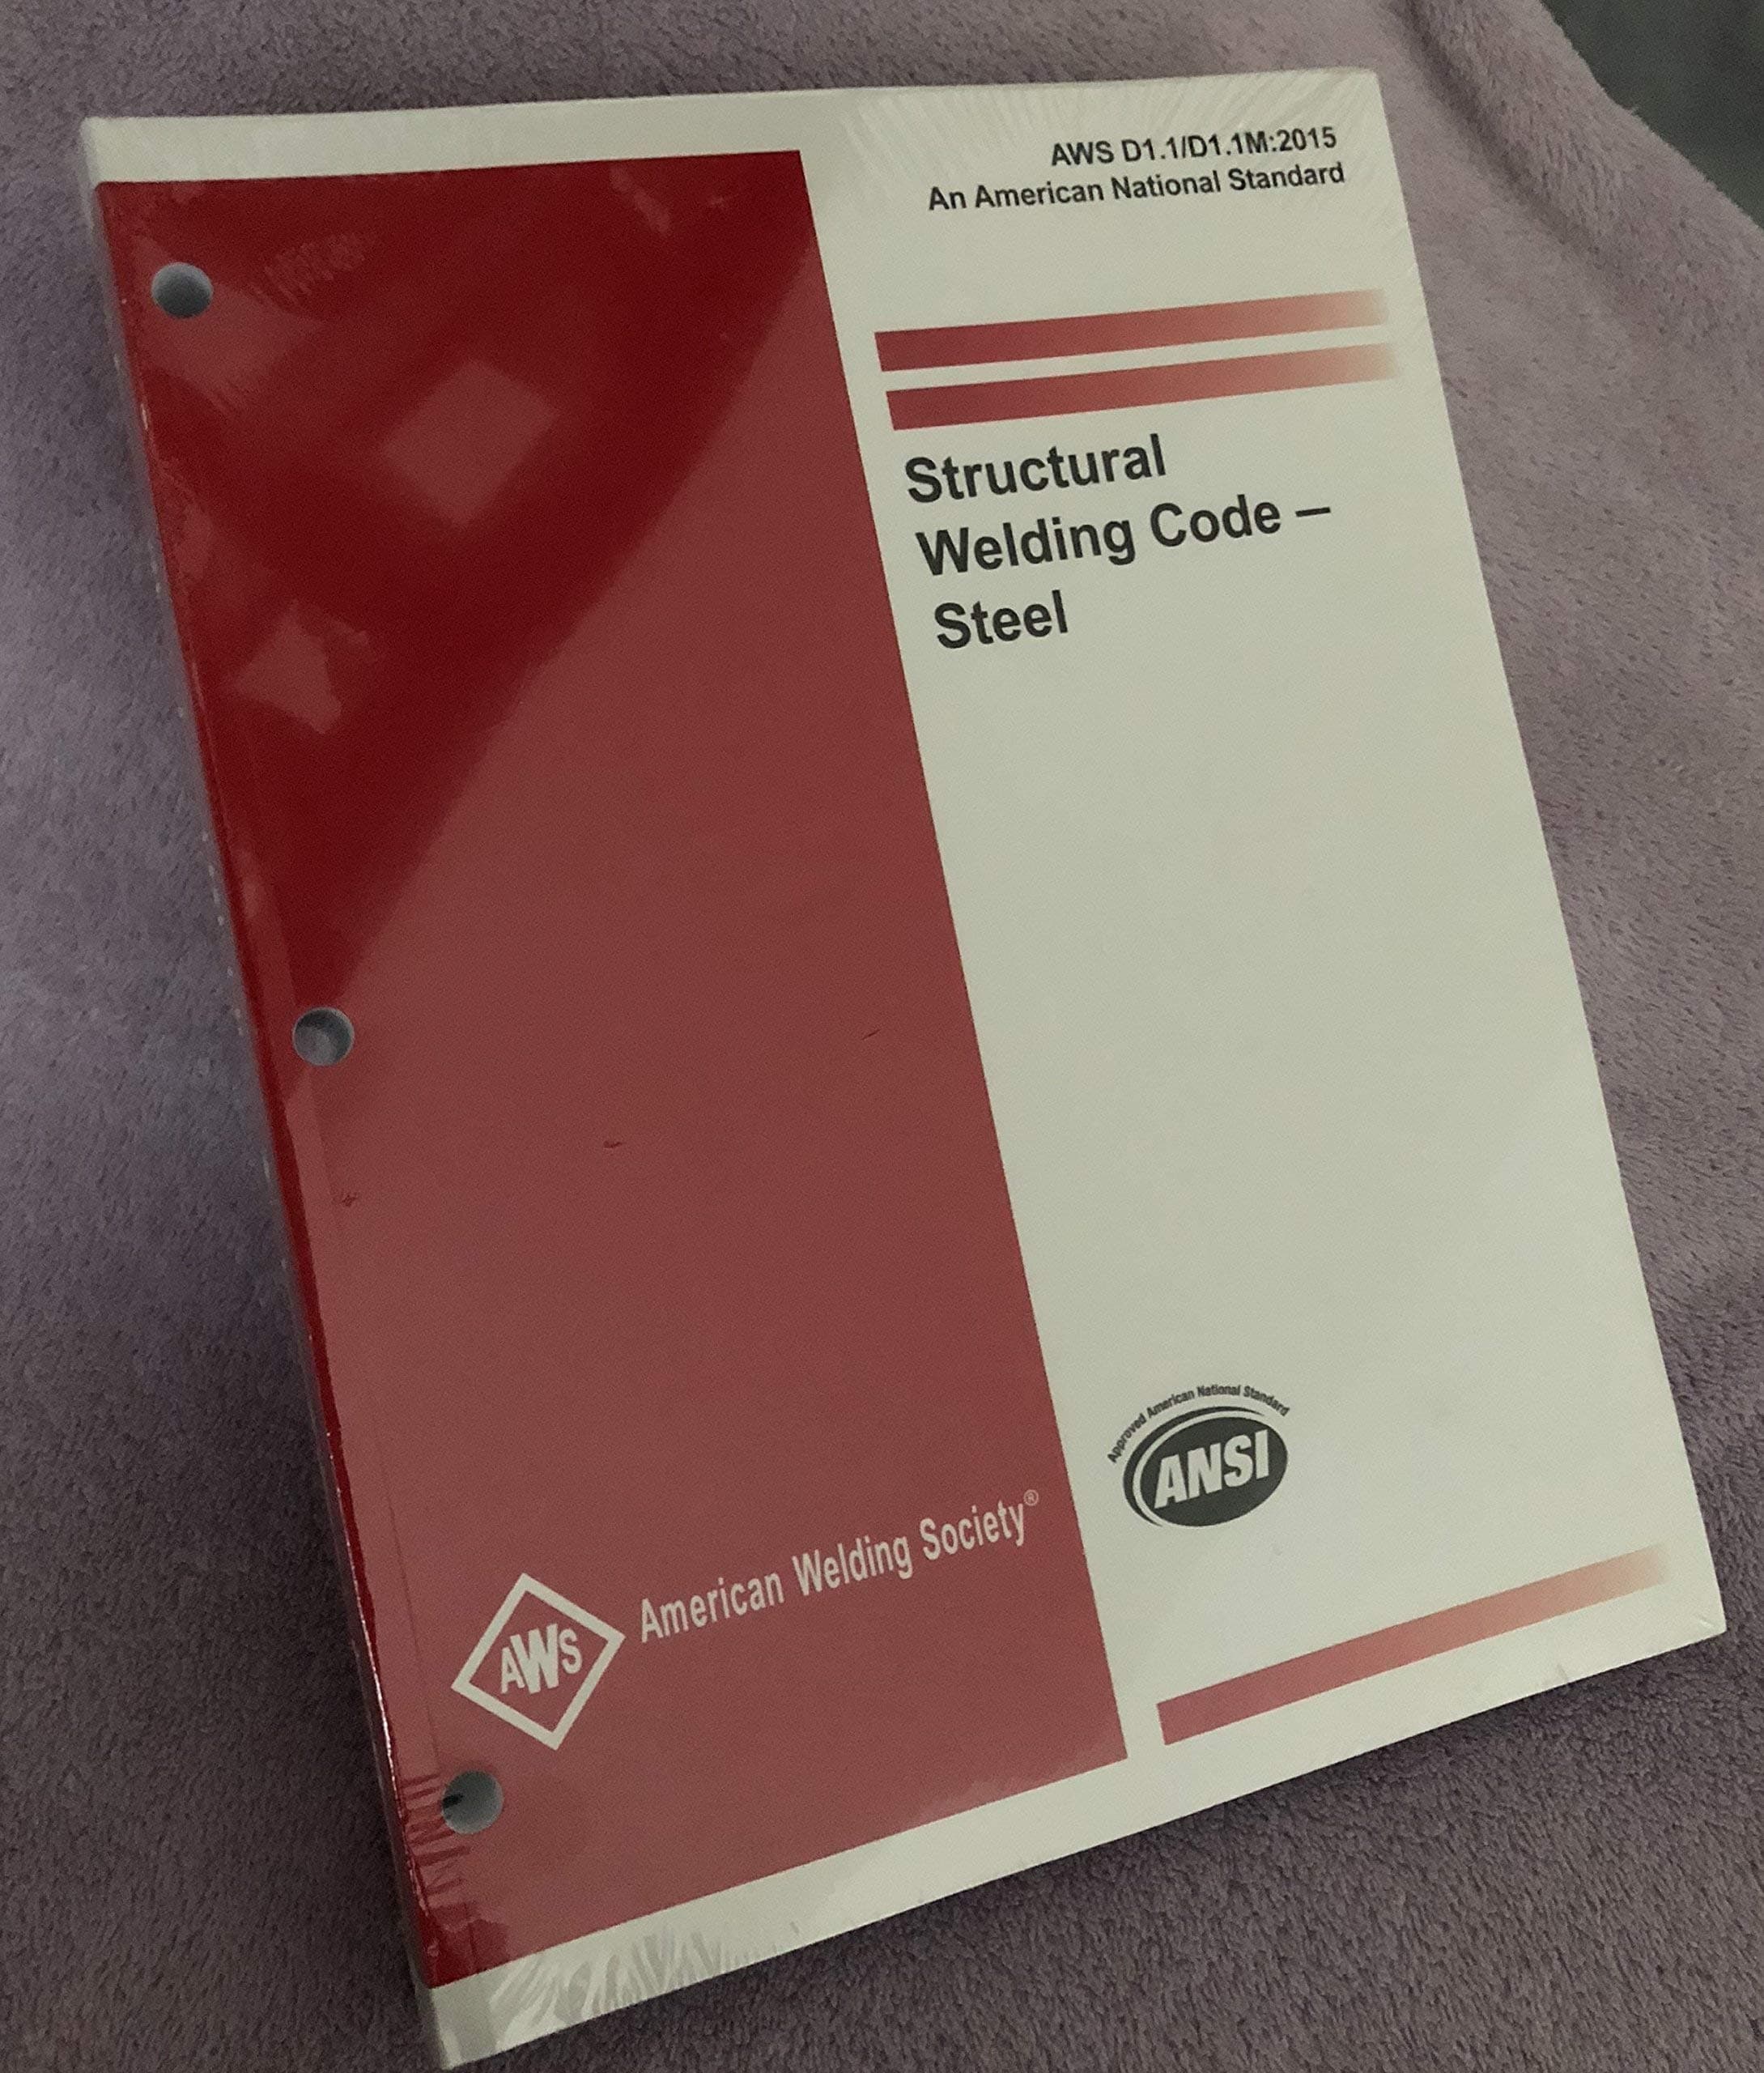 AWS D1.1/D1.1M:2015
An American National Standard
Structural
Welding Code –
Steel
Approved American National Standard
ANSI
American Welding Society®
AWS